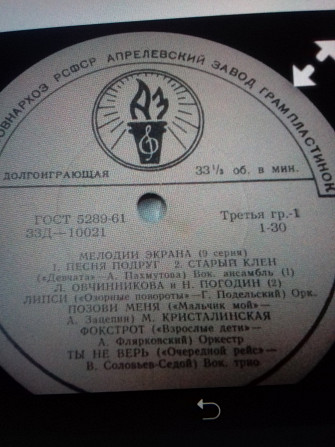 ОВНАРХОЗ РСФСР АПРЕЛЕВСКИЙ ЗАВОД ГРАМПЛАСТИНОК
АЗ
ДОЛГОИГРАЮЩАЯ 33⅓ об. в мин.
ГОСТ 5289-61 Третья гр.-1
33Д—10021 1-30
МЕЛОДИИ ЭКРАНА (9 серия)
1. ПЕСНЯ ПОДРУГ 2. СТАРЫЙ КЛЕН
(«Девчата»—А. Пахмутова) Вок. ансамбль (1)
Л. ОВЧИННИКОВА и Н. ПОГОДИН (2)
ЛИПСИ («Озорные повороты»—Г. Подельский) Орк.
ПОЗОВИ МЕНЯ («Мальчик мой»—
А. Зацепин) М. КРИСТАЛИНСКАЯ
ФОКСТРОТ («Взрослые дети»—
А. Флярковский) Оркестр
ТЫ НЕ ВЕРЬ («Очередной рейс»—
В. Соловьев-Седой) Вок. трио